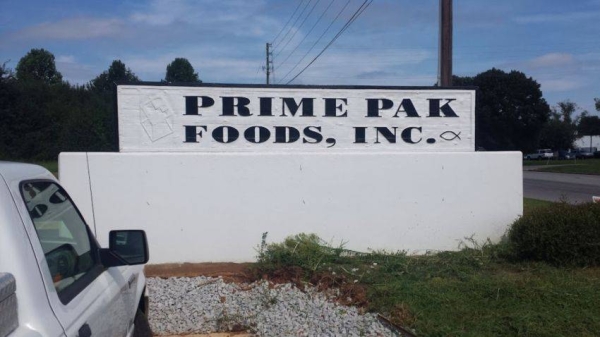 PRIME PAK
FOODS, INC.